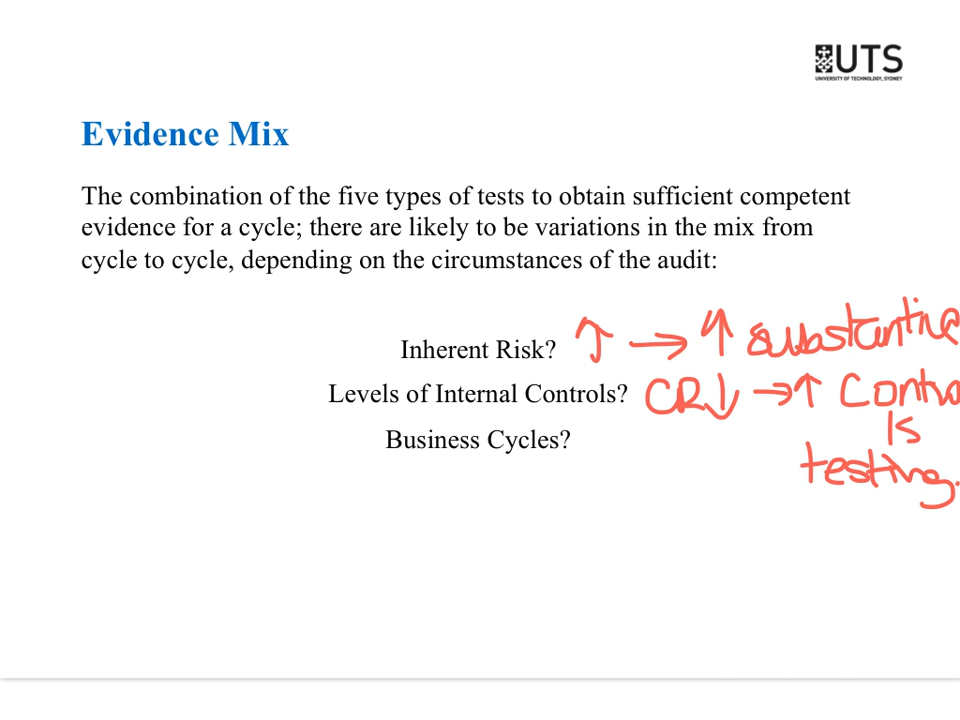 UTS
UNIVERSITY OF TECHNOLOGY, SYDNEY
Evidence Mix
The combination of the five types of tests to obtain sufficient competent
evidence for a cycle; there are likely to be variations in the mix from
cycle to cycle, depending on the circumstances of the audit:
Inherent Risk? ↑ → ↑ substantive
Levels of Internal Controls? CR↓ → ↑ Contro
ls
Business Cycles?
testing.